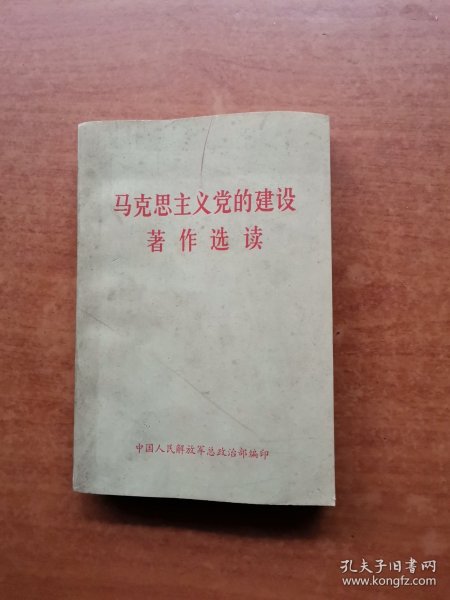 马克思主义党的建设
著作选读
中国人民解放军总政治部编印
孔夫子旧书网
www.kongfz.com